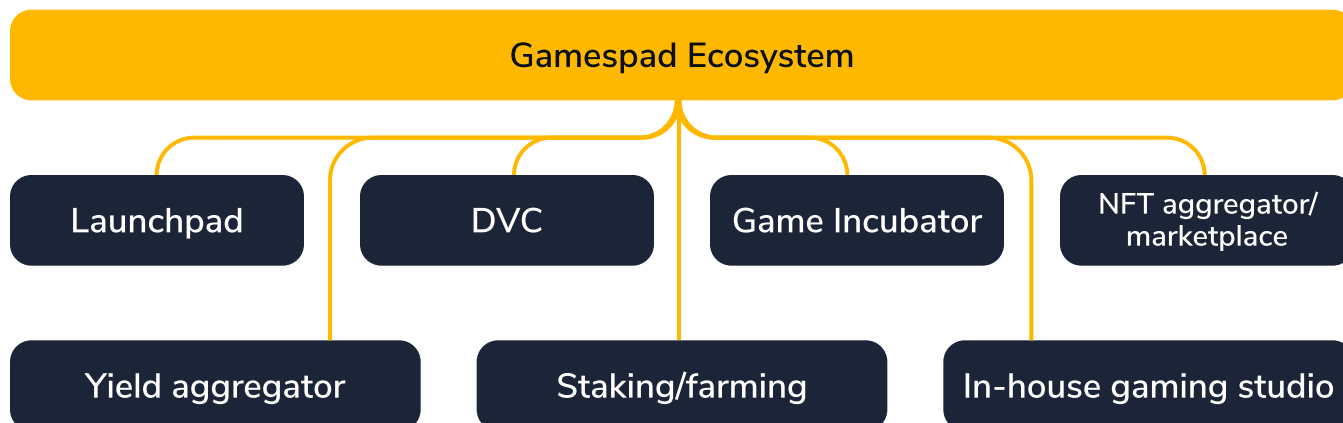 Gamespad Ecosystem
Launchpad
DVC
Game Incubator
NFT aggregator/
marketplace
Yield aggregator
Staking/farming
In-house gaming studio